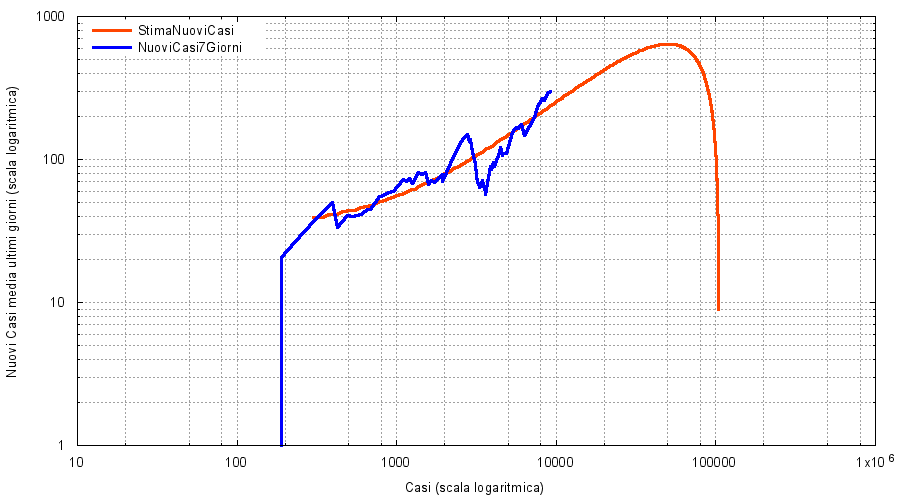 1000
StimaNuoviCasi
NuoviCasi7Giorni
100
10
1
Nuovi Casi media ultimi giorni (scala logaritmica)
10
100
1000
10000
100000
1x10 6
Casi (scala logaritmica)